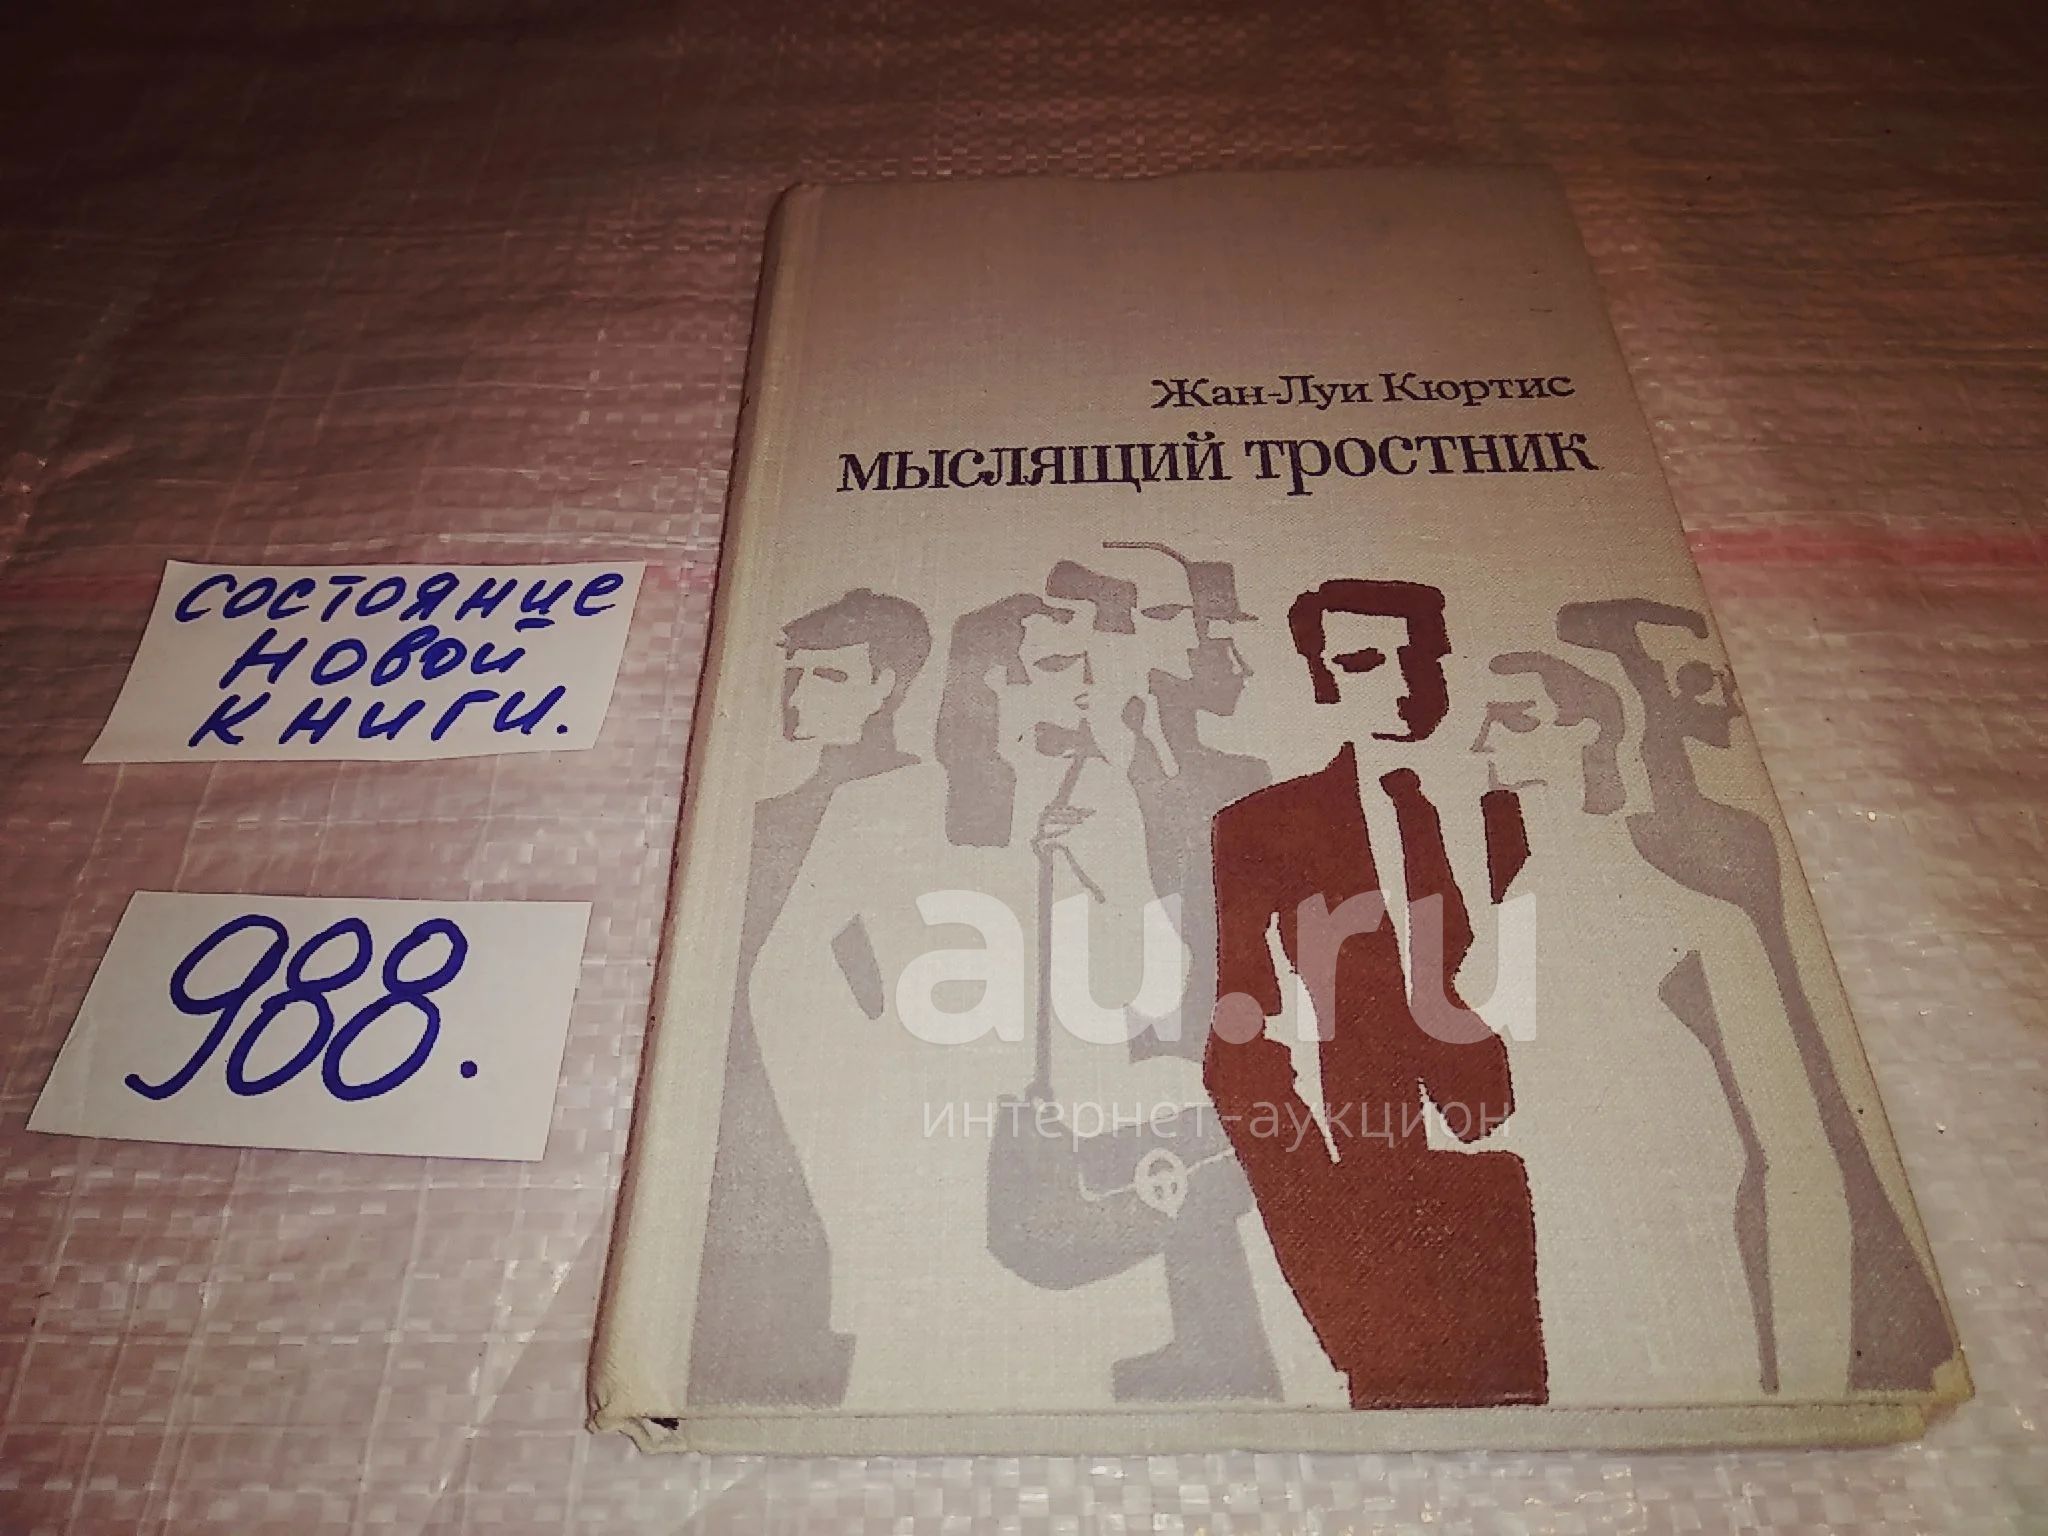 Жан-Луи Кюртис
мыслящий тростник
состояние
новой
книги.
988.
au.ru
интернет-аукцион